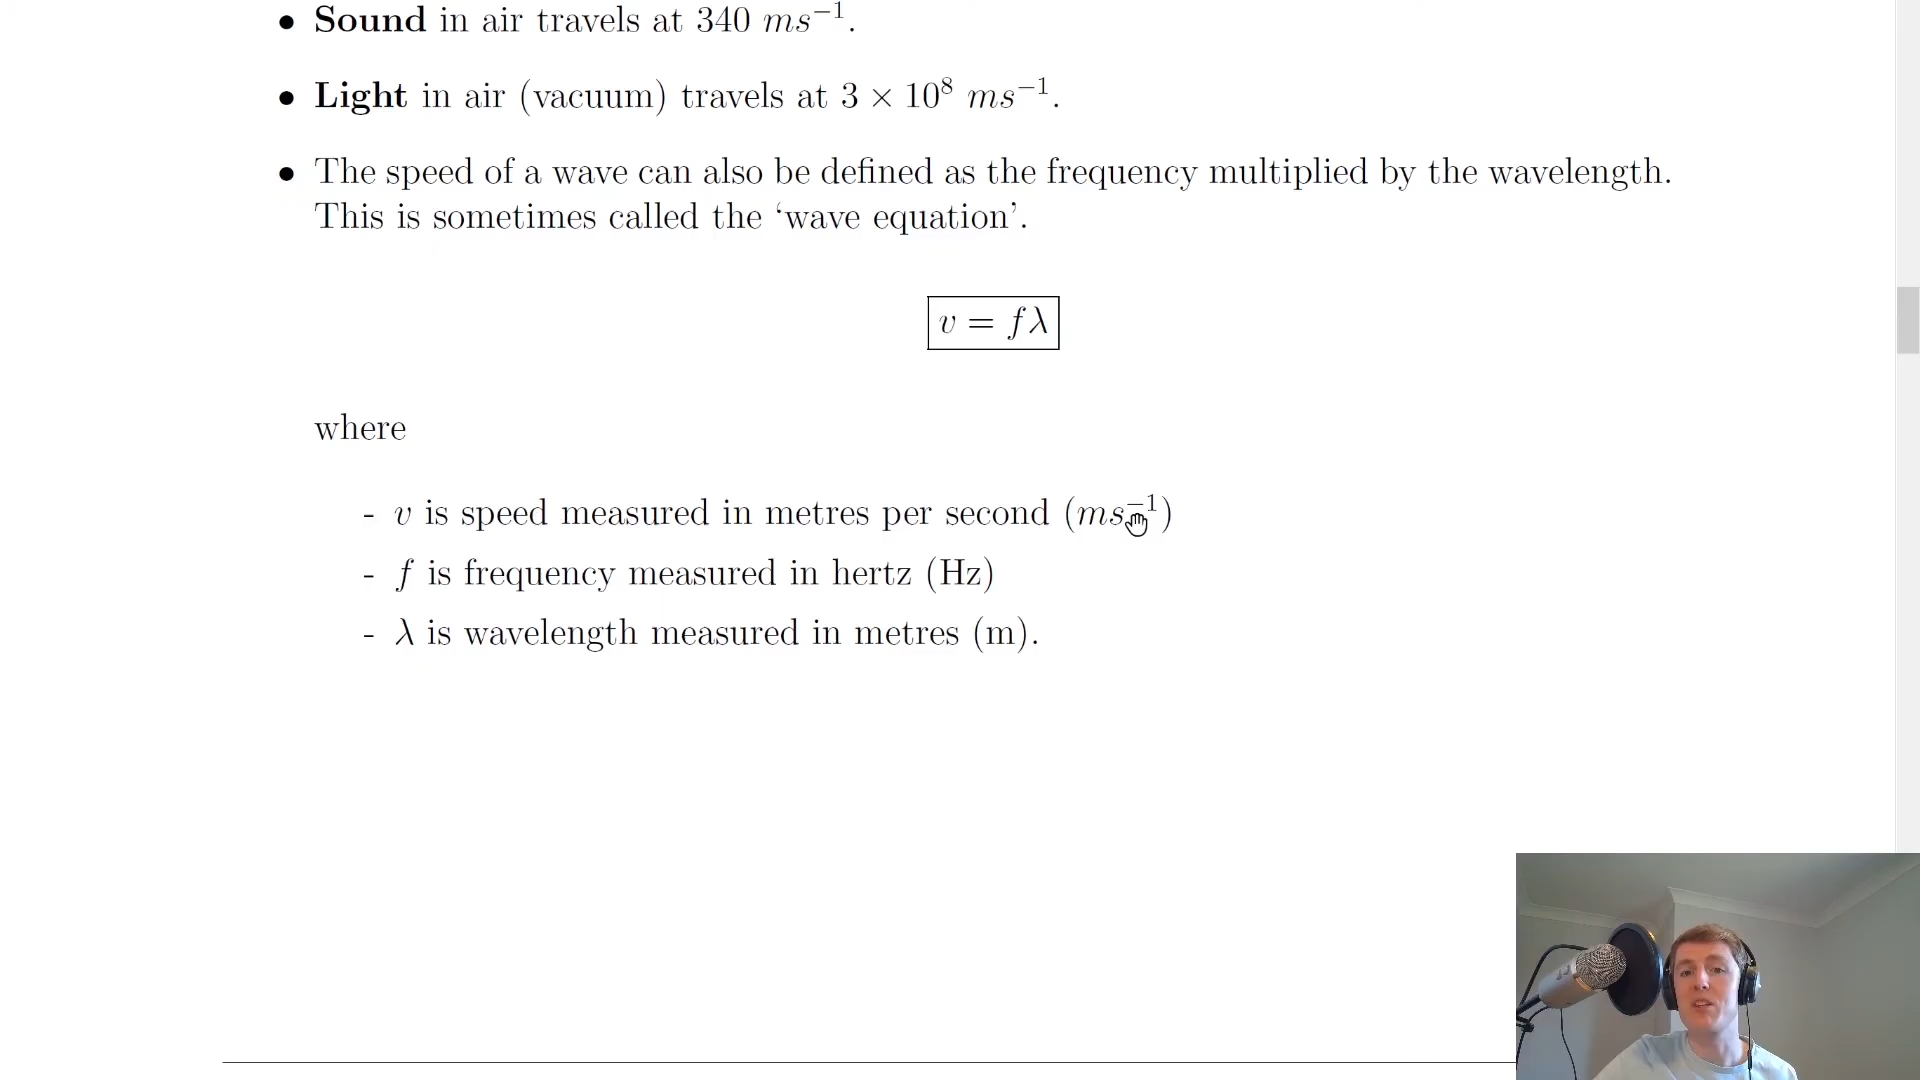 • Sound in air travels at 340 ms⁻¹.
• Light in air (vacuum) travels at 3 × 10⁸ ms⁻¹.
• The speed of a wave can also be defined as the frequency multiplied by the wavelength.
This is sometimes called the ‘wave equation’.
v = fλ
where
- v is speed measured in metres per second (ms⁻¹)
- f is frequency measured in hertz (Hz)
- λ is wavelength measured in metres (m).